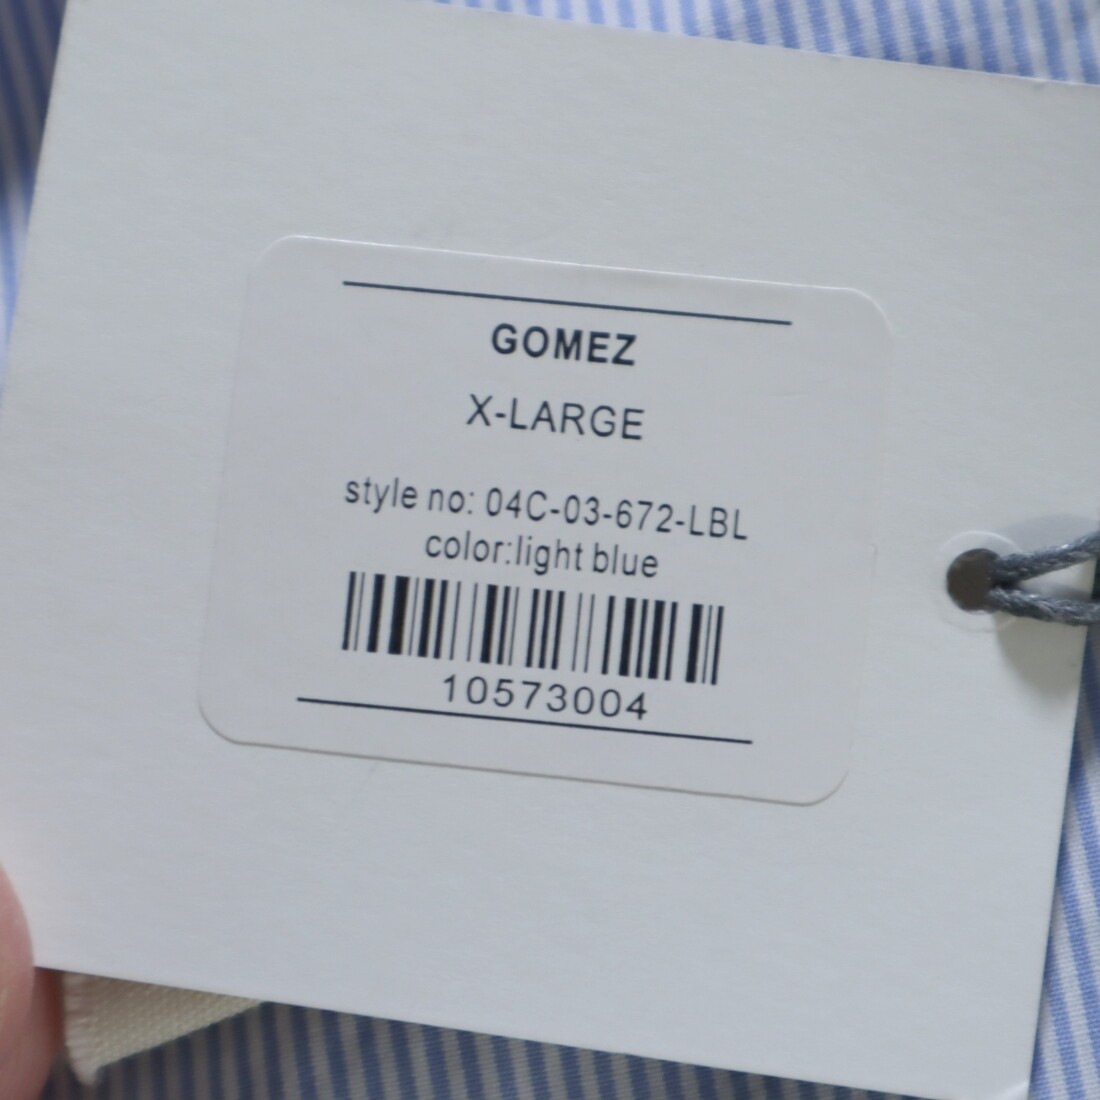 GOMEZ
X-LARGE
style no: 04C-03-672-LBL
color:light blue
10573004